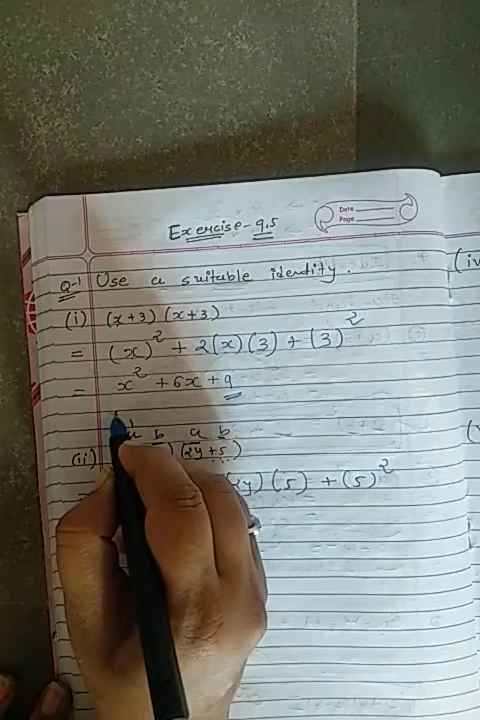 Date
Page
Exercise-9.5
Q-1 Use a suitable identity.
(i) (x+3) (x+3)
= (x)² + 2(x)(3) + (3)²
= x² + 6x + 9
a b a b
(ii) ) (2y+5)
2y) (5) + (5)²